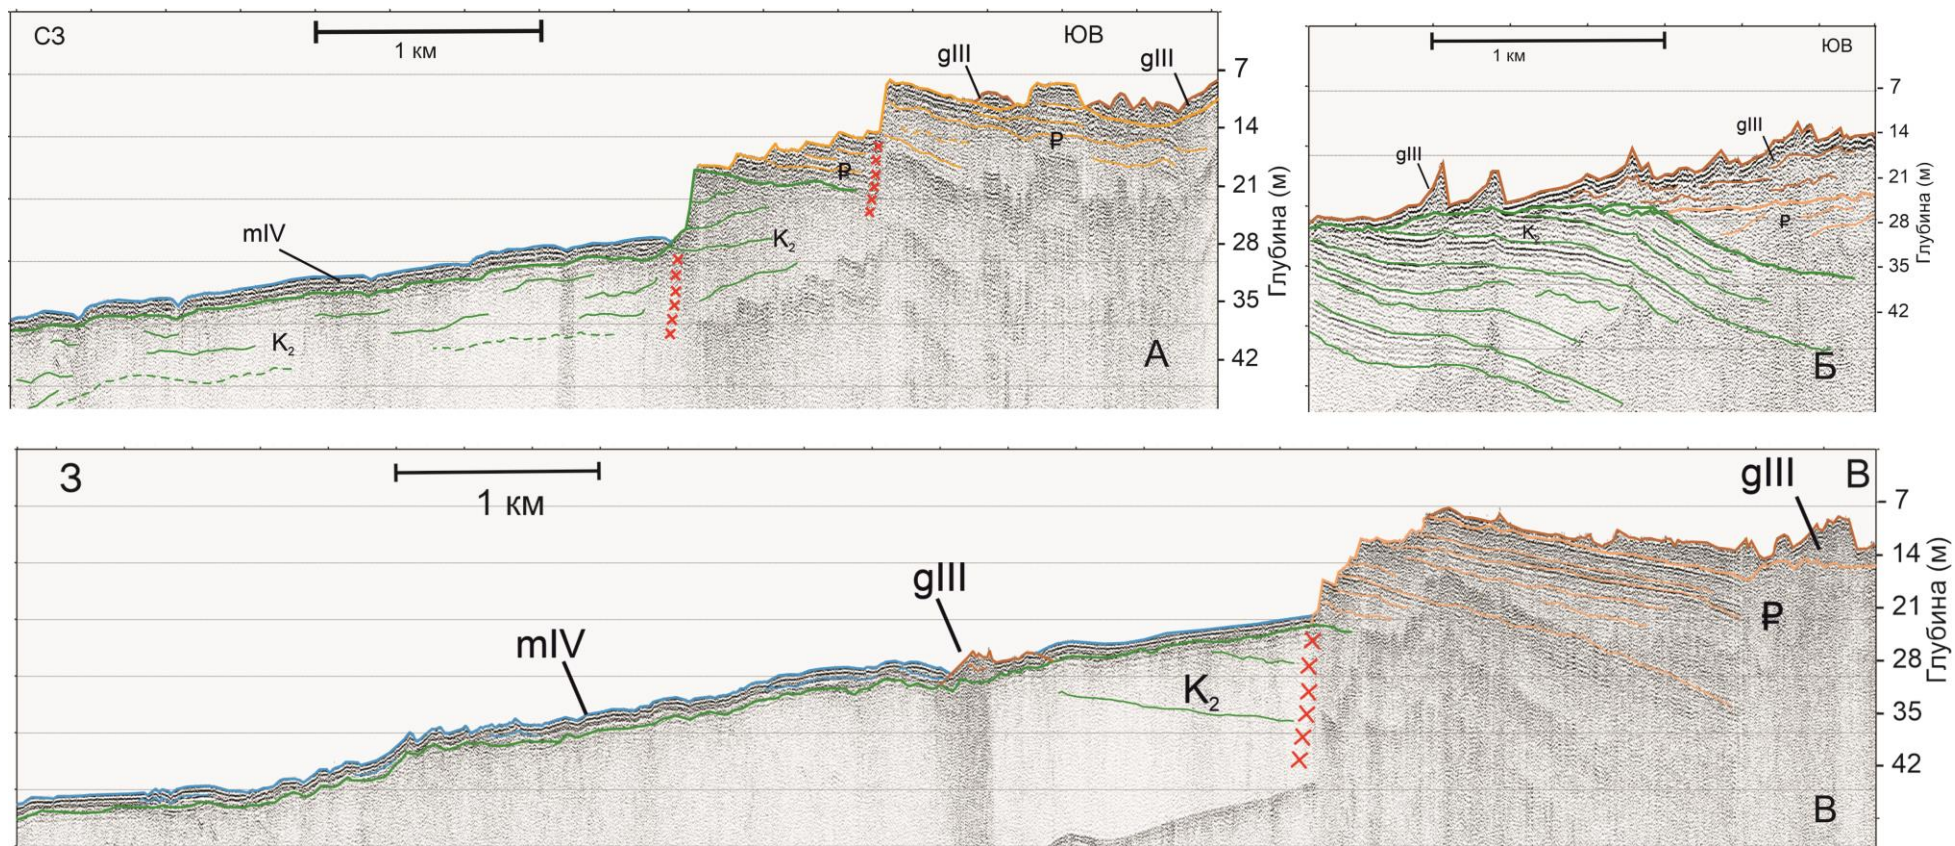 СЗ
1 км
ЮВ
gIII
gIII
mIV
K₂
K₂
₽
₽
7
14
21
28
35
42
Глубина (м)
А
1 км
ЮВ
gIII
gIII
K₂
₽
7
14
21
28
35
42
Глубина (м)
Б
З
1 км
В
gIII
gIII
mIV
K₂
₽
7
14
21
28
35
42
Глубина (м)
В